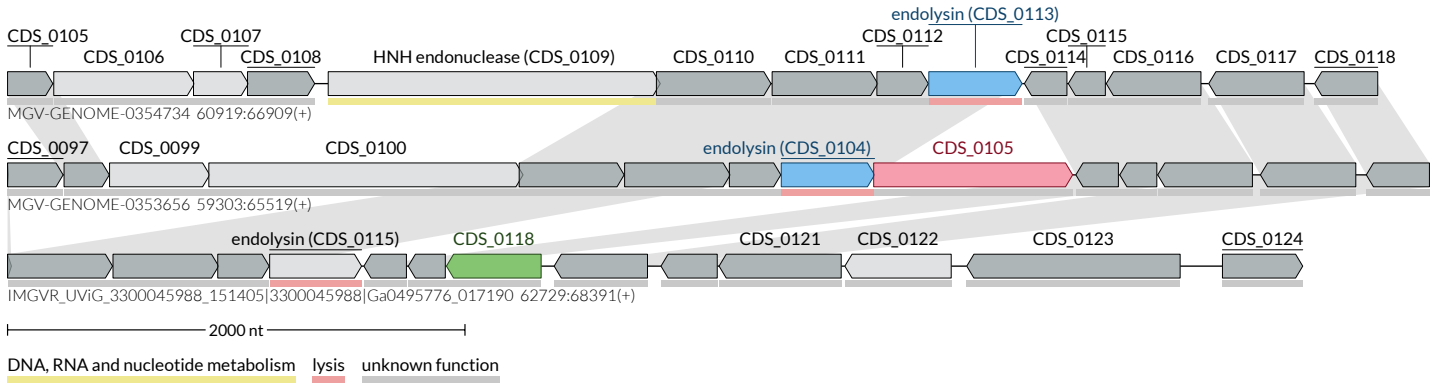 endolysin (CDS_0113)
CDS_0105 CDS_0107 CDS_0112 CDS_0115
CDS_0106 CDS_0108 HNH endonuclease (CDS_0109) CDS_0110 CDS_0111 CDS_0114 CDS_0116 CDS_0117 CDS_0118
MGV-GENOME-0354734 60919:66909(+)
CDS_0097 CDS_0099 CDS_0100 endolysin (CDS_0104) CDS_0105
MGV-GENOME-0353656 59303:65519(+)
endolysin (CDS_0115) CDS_0118 CDS_0121 CDS_0122 CDS_0123 CDS_0124
IMGVR_UViG_3300045988_151405|3300045988|Ga0495776_017190 62729:68391(+)
2000 nt
DNA, RNA and nucleotide metabolism lysis unknown function